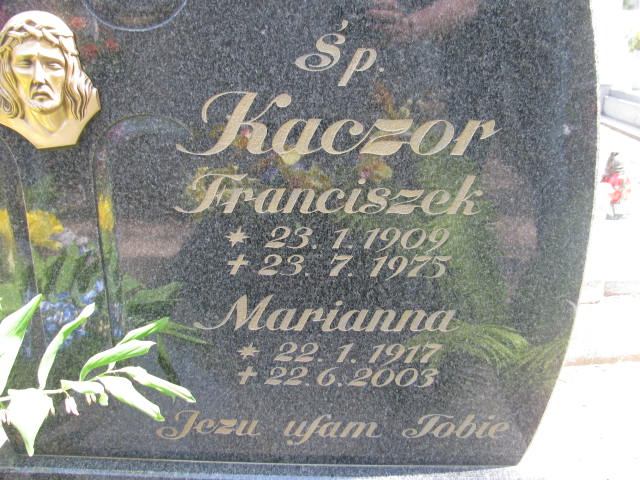 Śp.
Kaczor
Franciszek
* 23. 1. 1909
+ 23. 7. 1975
Marianna
* 22. 1. 1917
+ 22. 6. 2003
Jezu ufam Tobie